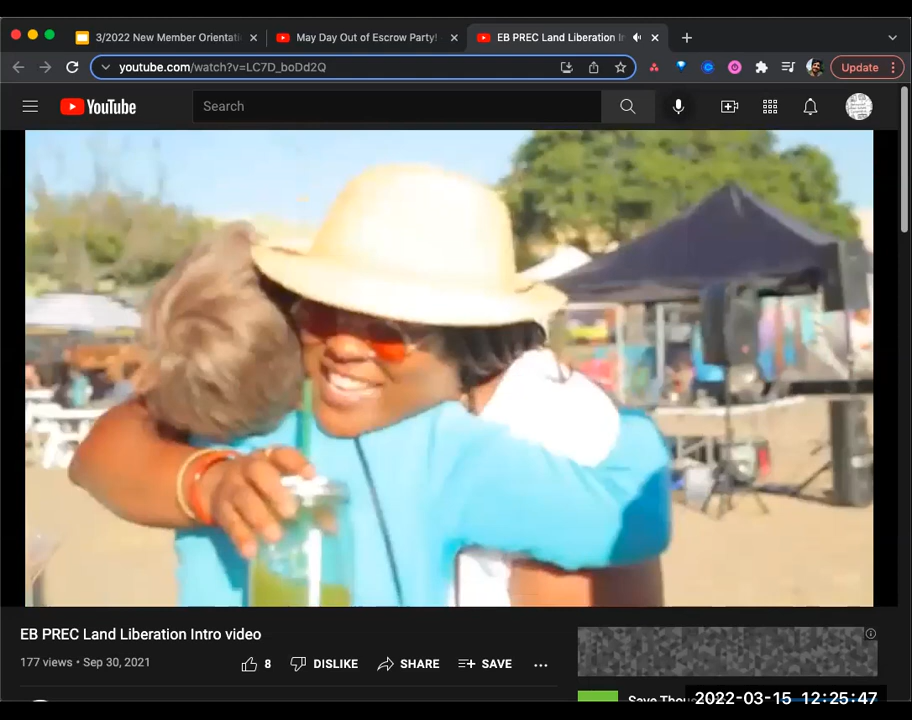 3/2022 New Member Orientati
May Day Out of Escrow Party!
EB PREC Land Liberation In
youtube.com/watch?v=LC7D_boDd2Q
Update
YouTube
Search
EB PREC Land Liberation Intro video
177 views • Sep 30, 2021
8
DISLIKE
SHARE
SAVE
Save Thou
2022-03-15 12:25:47